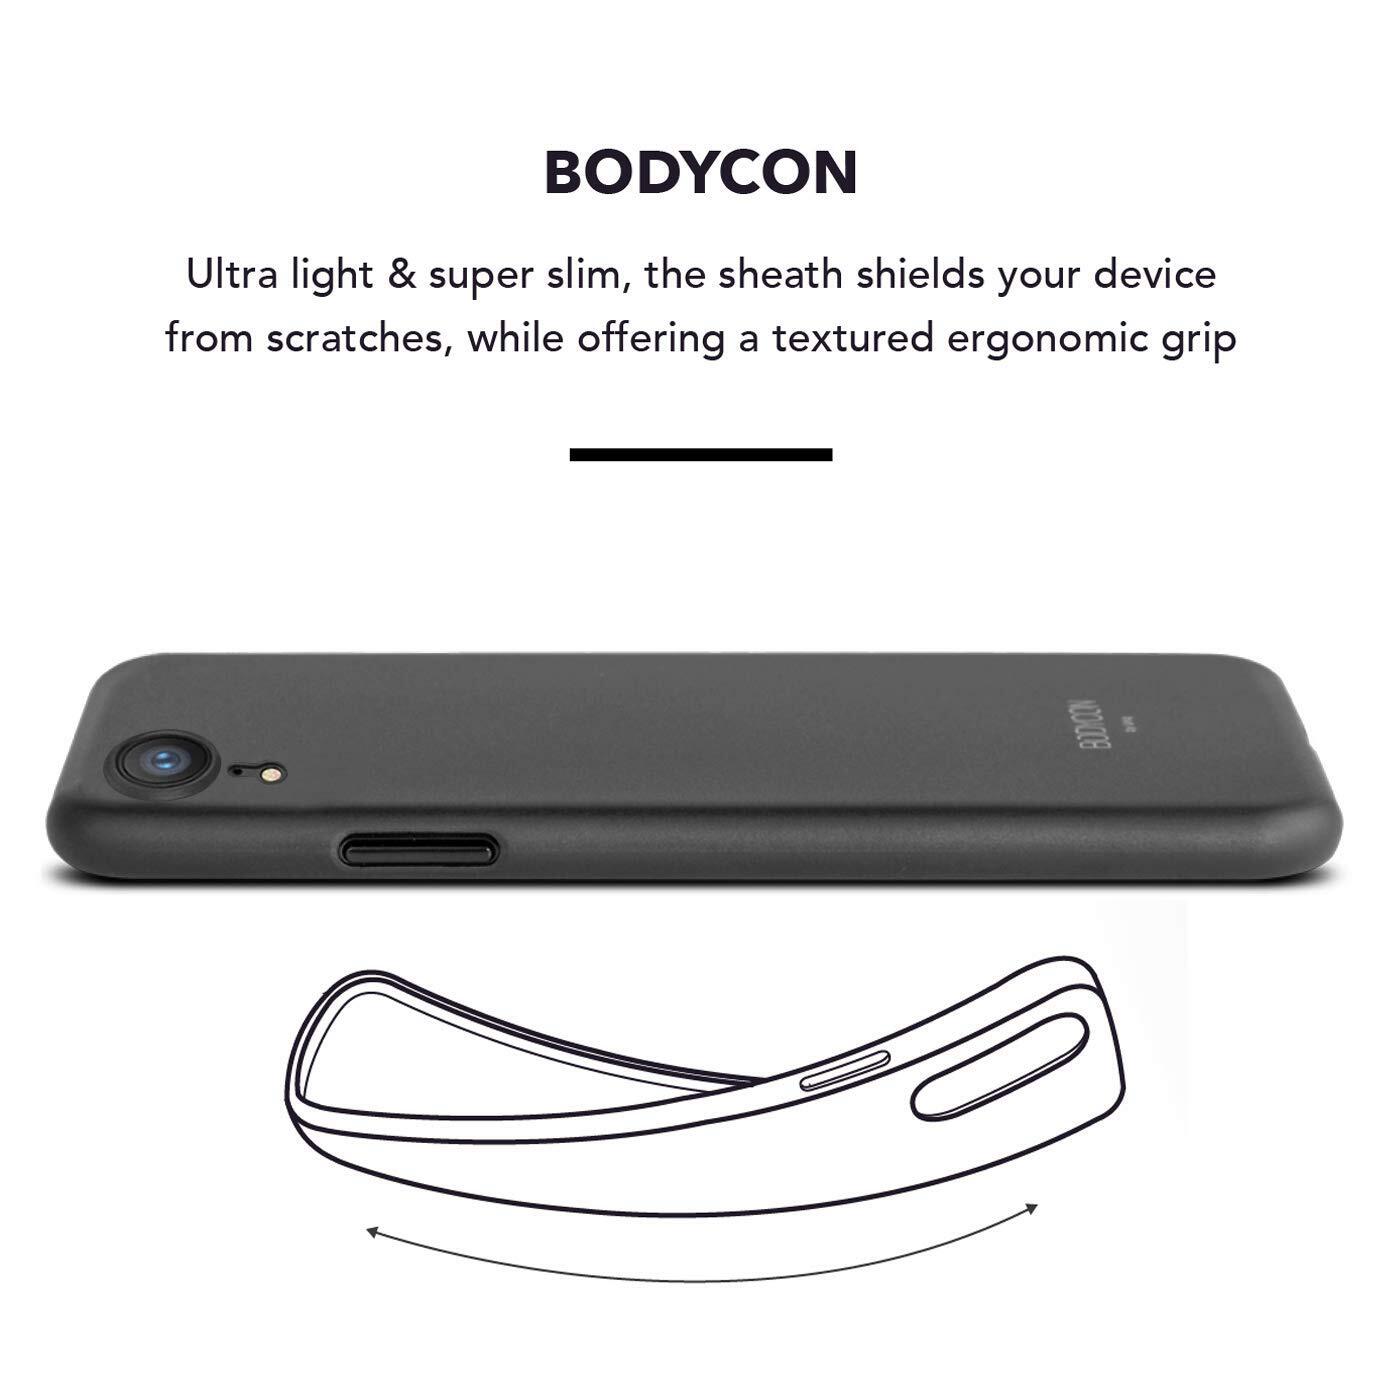 BODYCON
Ultra light & super slim, the sheath shields your device
from scratches, while offering a textured ergonomic grip
BODYCON